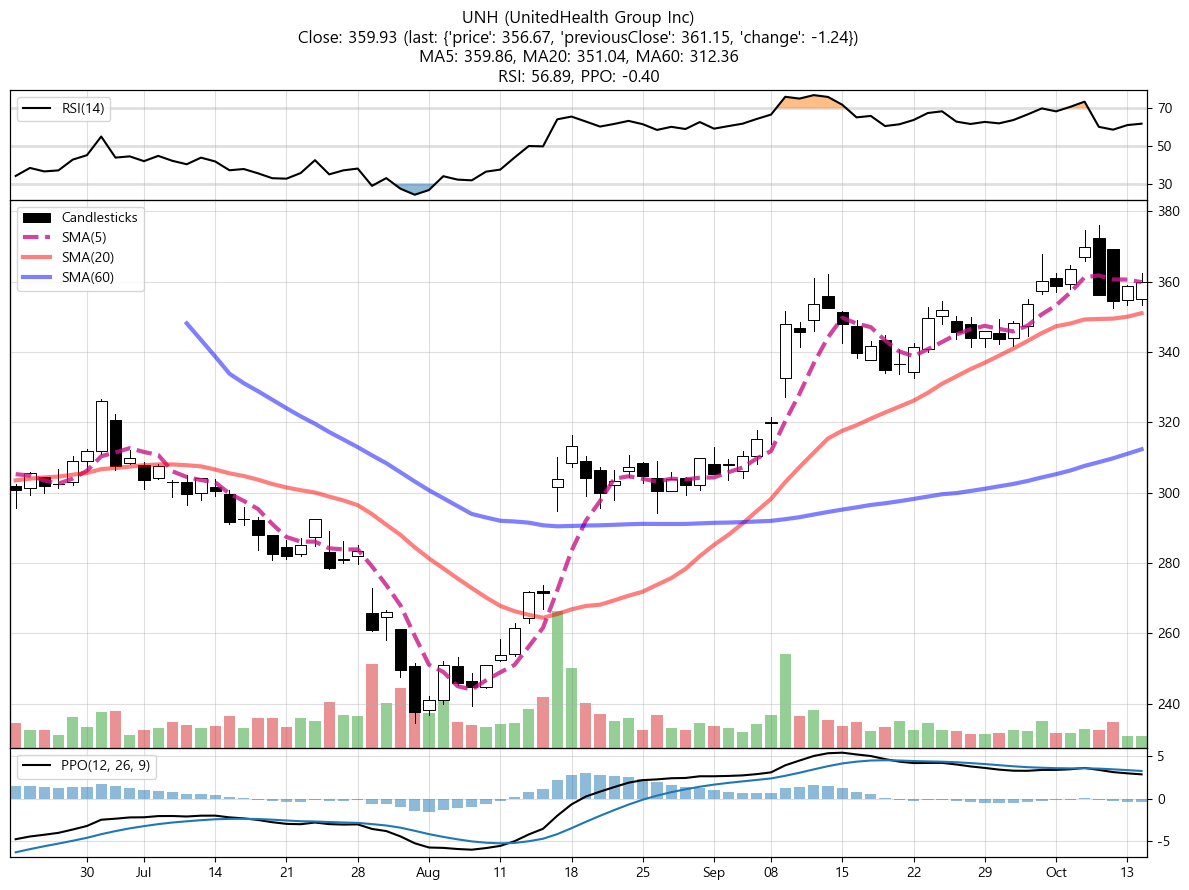 UNH (UnitedHealth Group Inc)
Close: 359.93 (last: {'price': 356.67, 'previousClose': 361.15, 'change': -1.24})
MA5: 359.86, MA20: 351.04, MA60: 312.36
RSI: 56.89, PPO: -0.40
RSI(14)
70
50
30
Candlesticks
SMA(5)
SMA(20)
SMA(60)
380
360
340
320
300
280
260
240
PPO(12, 26, 9)
5
0
-5
30 Jul 14 21 28 Aug 11 18 25 Sep 08 15 22 29 Oct 13